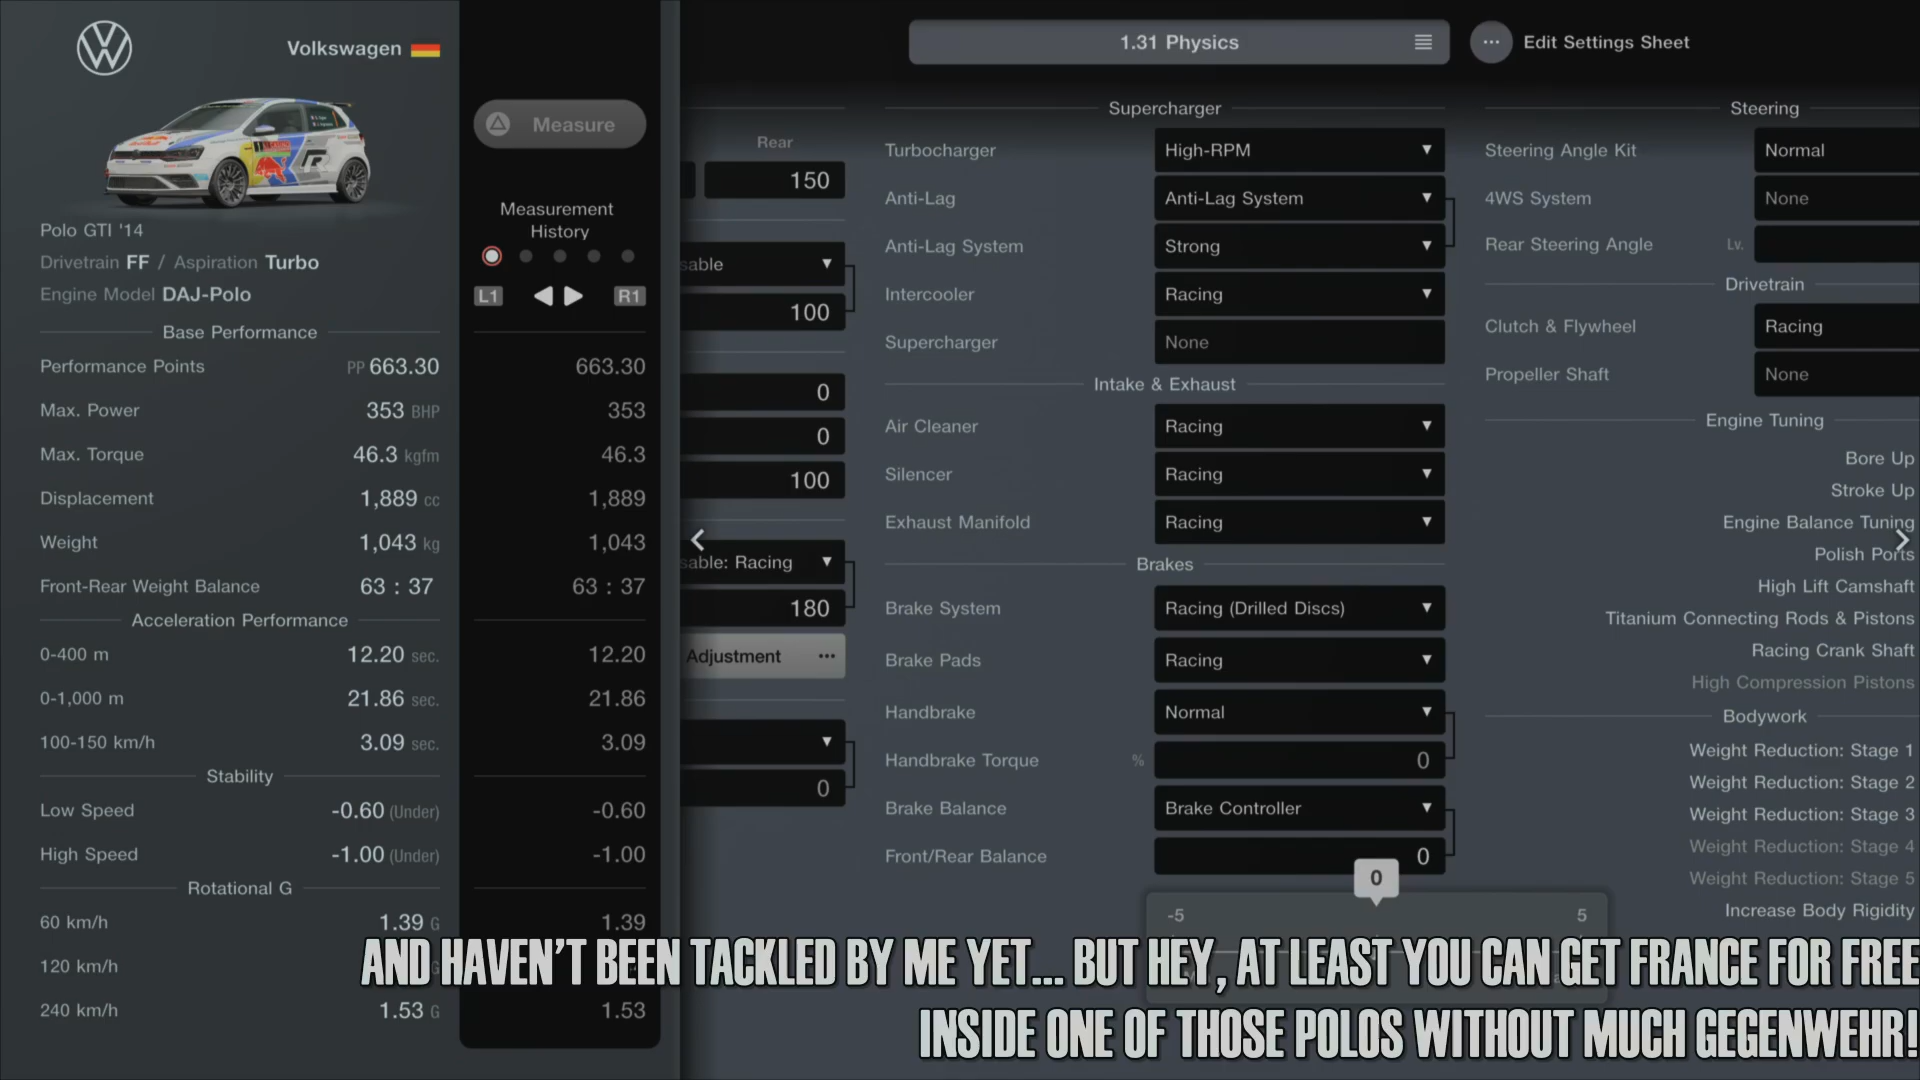 Volkswagen
Polo GTI '14
Drivetrain FF / Aspiration Turbo
Engine Model DAJ-Polo
Base Performance
Performance Points PP 663.30
Max. Power 353 BHP
Max. Torque 46.3 kgfm
Displacement 1,889 cc
Weight 1,043 kg
Front-Rear Weight Balance 63 : 37
Acceleration Performance
0-400 m 12.20 sec.
0-1,000 m 21.86 sec.
100-150 km/h 3.09 sec.
Stability
Low Speed -0.60 (Under)
High Speed -1.00 (Under)
Rotational G
60 km/h 1.39 G
120 km/h
240 km/h 1.53 G
Measure
Measurement
History
L1 R1
663.30
353
46.3
1,889
1,043
63 : 37
12.20
21.86
3.09
-0.60
-1.00
1.39
1.53
1.31 Physics
Edit Settings Sheet
Rear
150
sable
100
0
0
100
sable: Racing
180
Adjustment
0
Supercharger
Turbocharger High-RPM
Anti-Lag Anti-Lag System
Anti-Lag System Strong
Intercooler Racing
Supercharger None
Intake & Exhaust
Air Cleaner Racing
Silencer Racing
Exhaust Manifold Racing
Brakes
Brake System Racing (Drilled Discs)
Brake Pads Racing
Handbrake Normal
Handbrake Torque % 0
Brake Balance Brake Controller
Front/Rear Balance 0
0
-5 5
Steering
Steering Angle Kit Normal
4WS System None
Rear Steering Angle Lv.
Drivetrain
Clutch & Flywheel Racing
Propeller Shaft None
Engine Tuning
Bore Up
Stroke Up
Engine Balance Tuning
Polish Ports
High Lift Camshaft
Titanium Connecting Rods & Pistons
Racing Crank Shaft
High Compression Pistons
Bodywork
Weight Reduction: Stage 1
Weight Reduction: Stage 2
Weight Reduction: Stage 3
Weight Reduction: Stage 4
Weight Reduction: Stage 5
Increase Body Rigidity
AND HAVEN'T BEEN TACKLED BY ME YET... BUT HEY, AT LEAST YOU CAN GET FRANCE FOR FREE
INSIDE ONE OF THOSE POLOS WITHOUT MUCH GEGENWEHR!